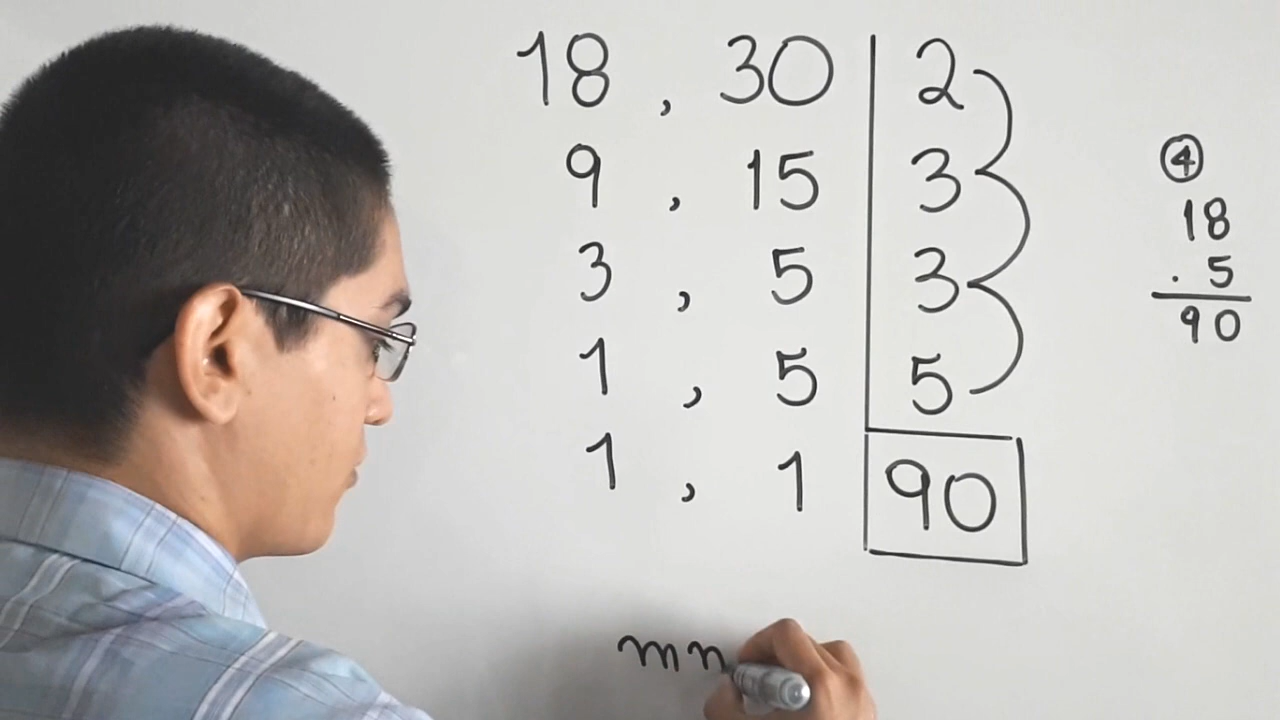 18 , 30 | 2
9 , 15 | 3
3 , 5 | 3
1 , 5 | 5
1 , 1 | 90
④
18
. 5
90
mn